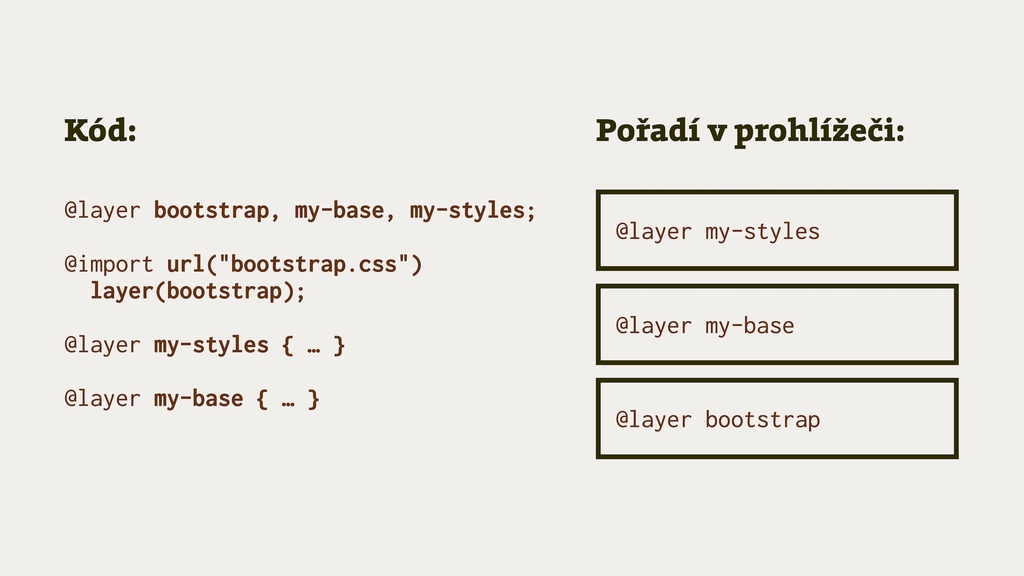 Kód:
@layer bootstrap, my-base, my-styles;
@import url("bootstrap.css")
layer(bootstrap);
@layer my-styles { … }
@layer my-base { … }
Pořadí v prohlížeči:
@layer my-styles
@layer my-base
@layer bootstrap